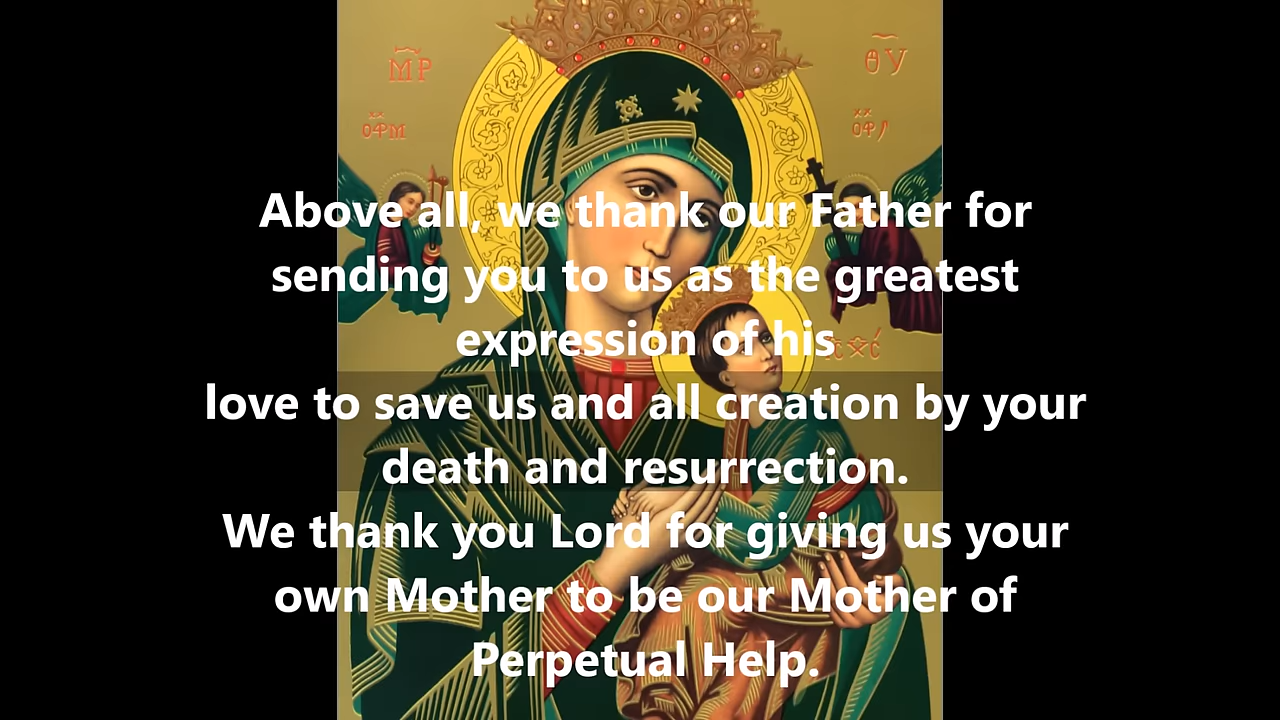 ΜΡ
ΘΥ
ΟΑΜ
ΟΑΓ
Above all, we thank our Father for
sending you to us as the greatest
expression of his
love to save us and all creation by your
death and resurrection.
We thank you Lord for giving us your
own Mother to be our Mother of
Perpetual Help.